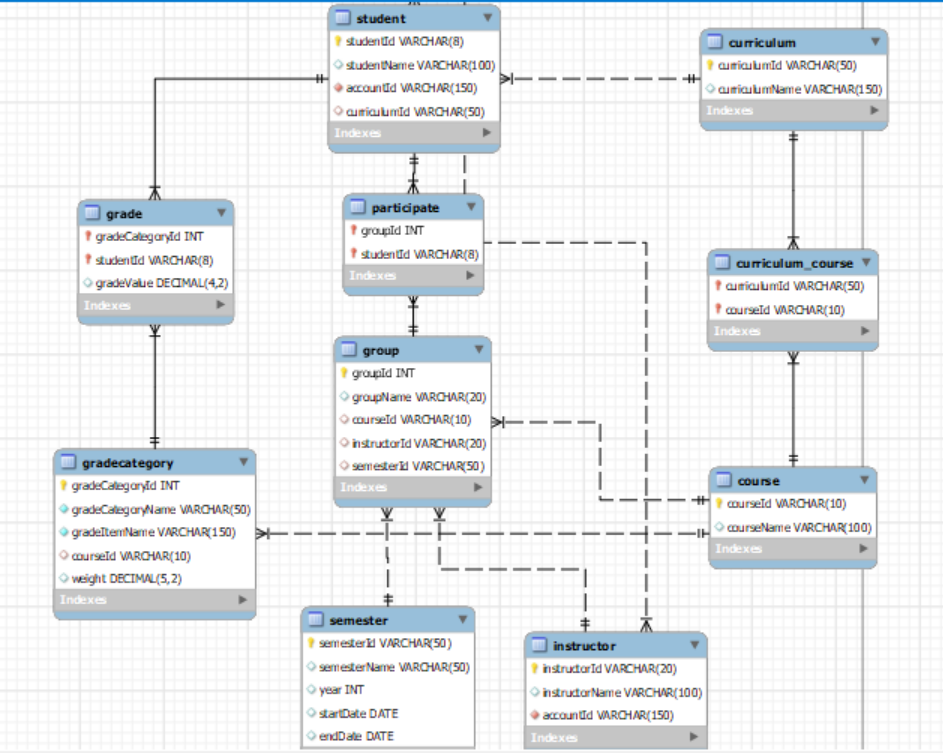 student
studentId VARCHAR(8)
studentName VARCHAR(100)
accountId VARCHAR(150)
curriculumId VARCHAR(50)
Indexes
curriculum
curriculumId VARCHAR(50)
curriculumName VARCHAR(150)
Indexes
grade
gradeCategoryId INT
studentId VARCHAR(8)
gradeValue DECIMAL(4,2)
Indexes
participate
groupId INT
studentId VARCHAR(8)
Indexes
curriculum_course
curriculumId VARCHAR(50)
courseId VARCHAR(10)
Indexes
group
groupId INT
groupName VARCHAR(20)
courseId VARCHAR(10)
instructorId VARCHAR(20)
semesterId VARCHAR(50)
Indexes
gradecategory
gradeCategoryId INT
gradeCategoryName VARCHAR(50)
gradeItemName VARCHAR(150)
courseId VARCHAR(10)
weight DECIMAL(5,2)
Indexes
course
courseId VARCHAR(10)
courseName VARCHAR(100)
Indexes
semester
semesterId VARCHAR(50)
semesterName VARCHAR(50)
year INT
startDate DATE
endDate DATE
instructor
instructorId VARCHAR(20)
instructorName VARCHAR(100)
accountId VARCHAR(150)
Indexes